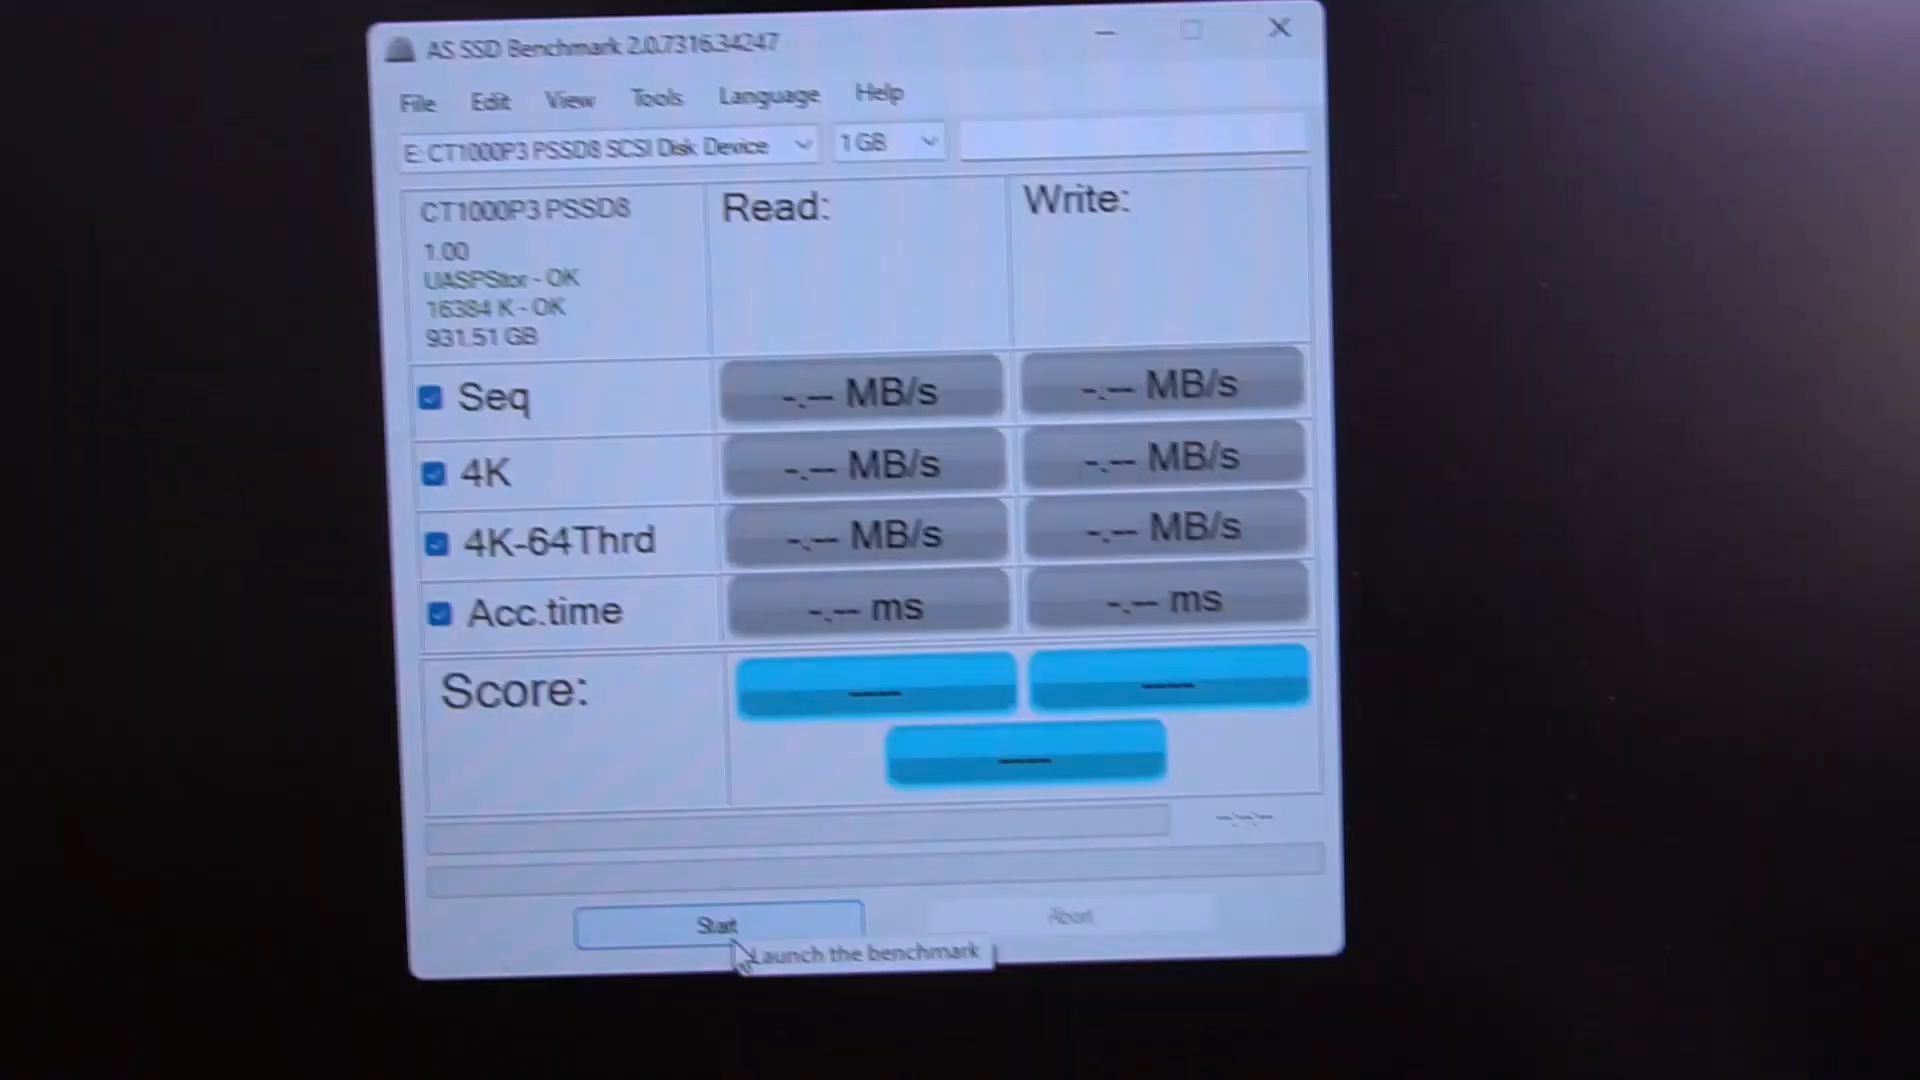 AS SSD Benchmark 2.0.7316.34247
File Edit View Tools Language Help
E: CT1000P3 PSSD8 SCSI Disk Device 1 GB
CT1000P3 PSSD8 Read: Write:
1.00
UASPStor - OK
16384 K - OK
931.51 GB
Seq -.-- MB/s -.-- MB/s
4K -.-- MB/s -.-- MB/s
4K-64Thrd -.-- MB/s -.-- MB/s
Acc.time -.-- ms -.-- ms
Score: ---- ----
----
--:--:--
Start Abort
Launch the benchmark